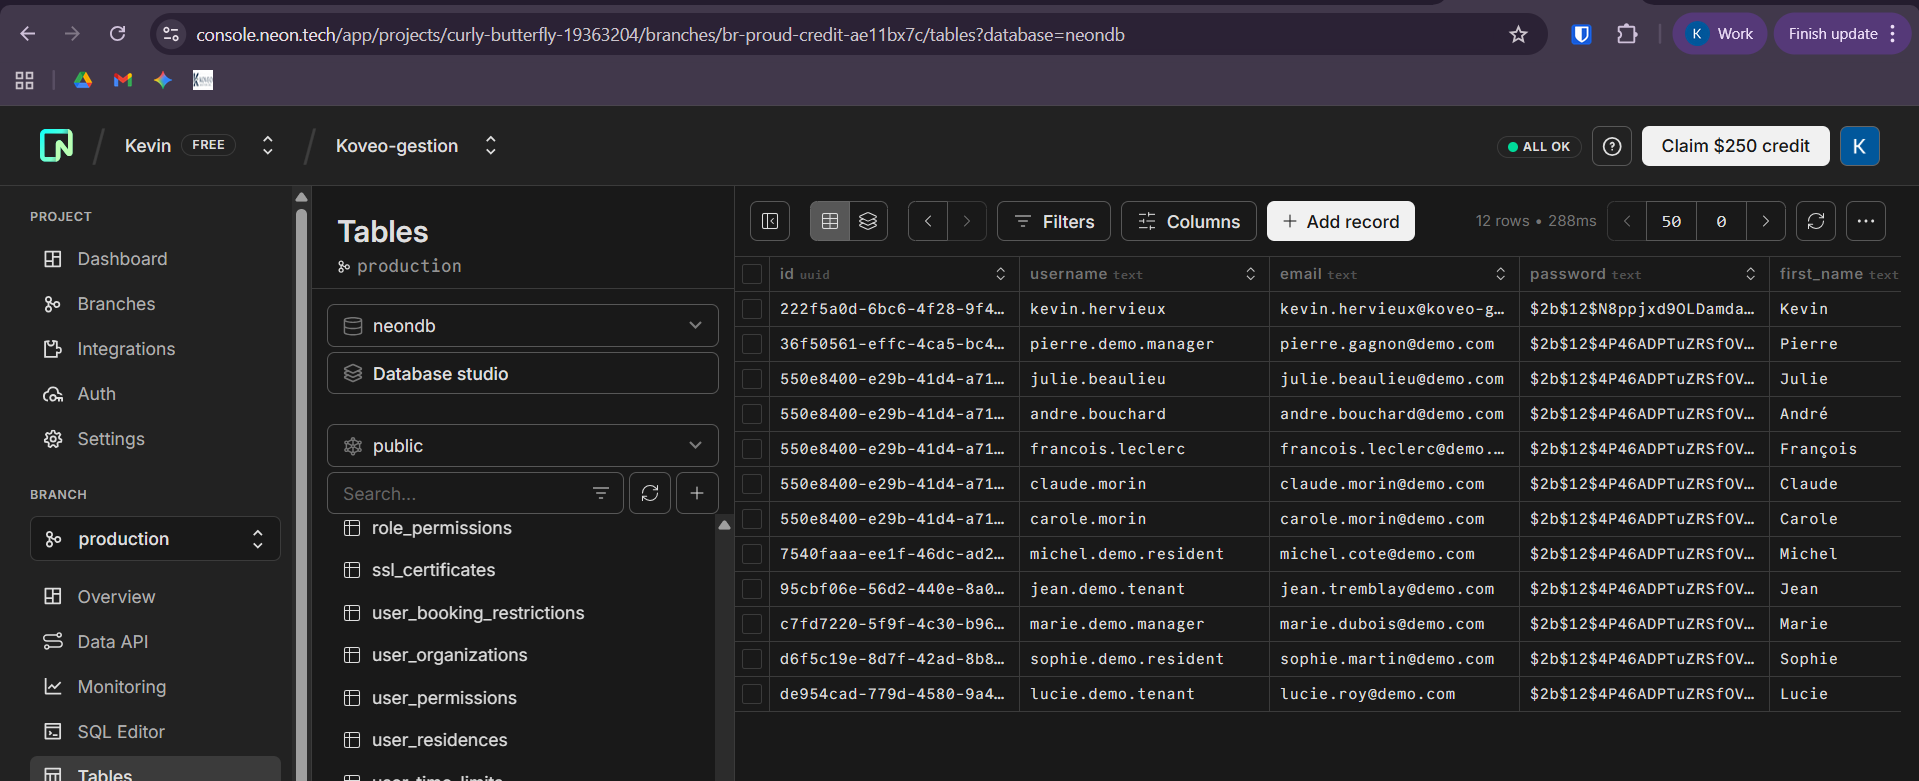 console.neon.tech/app/projects/curly-butterfly-19363204/branches/br-proud-credit-ae11bx7c/tables?database=neondb
K Work
Finish update
Kevin FREE
Koveo-gestion
ALL OK
Claim $250 credit
K
PROJECT
Dashboard
Branches
Integrations
Auth
Settings
BRANCH
production
Overview
Data API
Monitoring
SQL Editor
Tables
Tables
production
neondb
Database studio
public
Search...
role_permissions
ssl_certificates
user_booking_restrictions
user_organizations
user_permissions
user_residences
user_time_limits
Filters
Columns
Add record
12 rows • 288ms
50
0
id uuid username text email text password text first_name text
222f5a0d-6bc6-4f28-9f4… kevin.hervieux kevin.hervieux@koveo-g… $2b$12$N8ppjxd9OLDamda… Kevin
36f50561-effc-4ca5-bc4… pierre.demo.manager pierre.gagnon@demo.com $2b$12$4P46ADPTuZRSfOV… Pierre
550e8400-e29b-41d4-a71… julie.beaulieu julie.beaulieu@demo.com $2b$12$4P46ADPTuZRSfOV… Julie
550e8400-e29b-41d4-a71… andre.bouchard andre.bouchard@demo.com $2b$12$4P46ADPTuZRSfOV… André
550e8400-e29b-41d4-a71… francois.leclerc francois.leclerc@demo.… $2b$12$4P46ADPTuZRSfOV… François
550e8400-e29b-41d4-a71… claude.morin claude.morin@demo.com $2b$12$4P46ADPTuZRSfOV… Claude
550e8400-e29b-41d4-a71… carole.morin carole.morin@demo.com $2b$12$4P46ADPTuZRSfOV… Carole
7540faaa-ee1f-46dc-ad2… michel.demo.resident michel.cote@demo.com $2b$12$4P46ADPTuZRSfOV… Michel
95cbf06e-56d2-440e-8a0… jean.demo.tenant jean.tremblay@demo.com $2b$12$4P46ADPTuZRSfOV… Jean
c7fd7220-5f9f-4c30-b96… marie.demo.manager marie.dubois@demo.com $2b$12$4P46ADPTuZRSfOV… Marie
d6f5c19e-8d7f-42ad-8b8… sophie.demo.resident sophie.martin@demo.com $2b$12$4P46ADPTuZRSfOV… Sophie
de954cad-779d-4580-9a4… lucie.demo.tenant lucie.roy@demo.com $2b$12$4P46ADPTuZRSfOV… Lucie